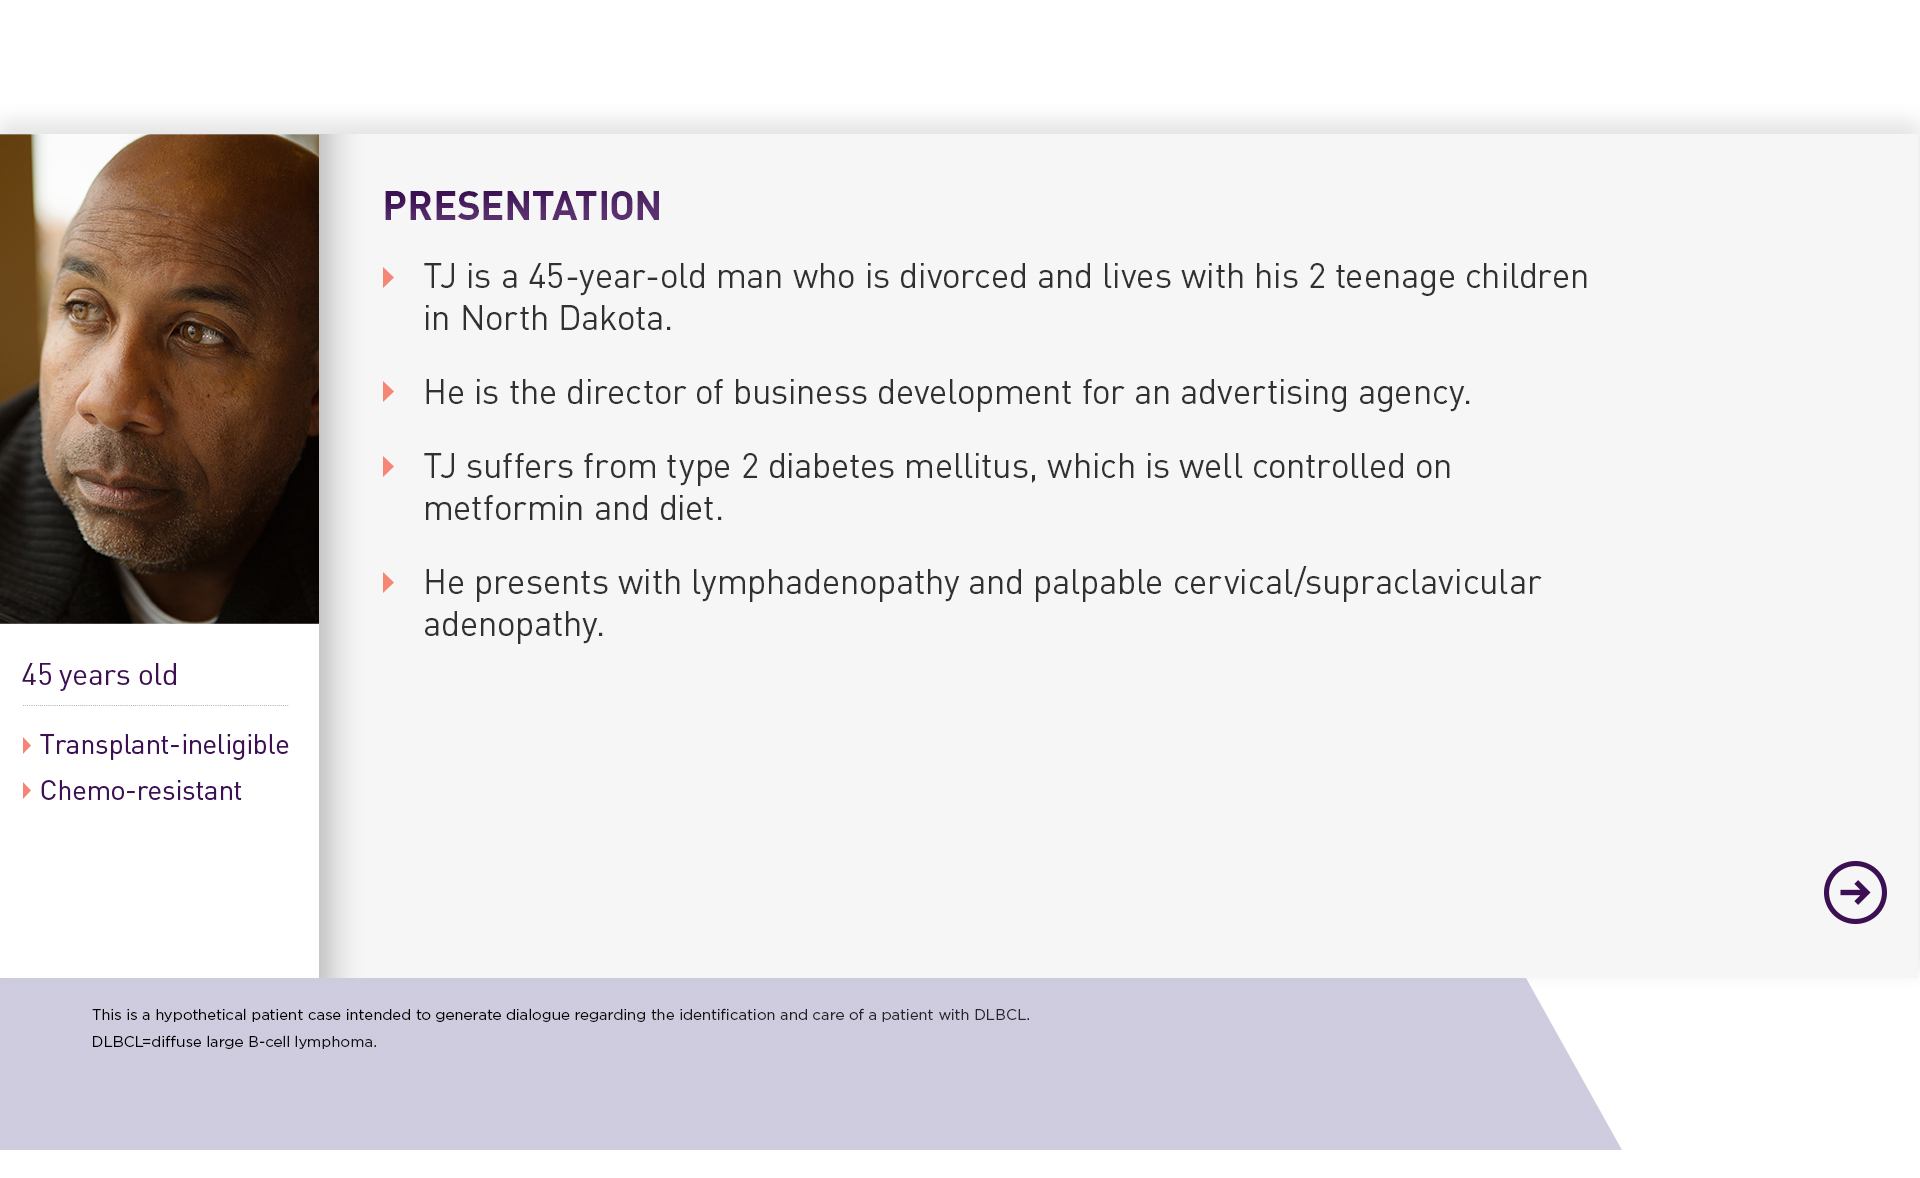 PRESENTATION
TJ is a 45-year-old man who is divorced and lives with his 2 teenage children
in North Dakota.
He is the director of business development for an advertising agency.
TJ suffers from type 2 diabetes mellitus, which is well controlled on
metformin and diet.
He presents with lymphadenopathy and palpable cervical/supraclavicular
adenopathy.
45 years old
Transplant-ineligible
Chemo-resistant
This is a hypothetical patient case intended to generate dialogue regarding the identification and care of a patient with DLBCL.
DLBCL=diffuse large B-cell lymphoma.